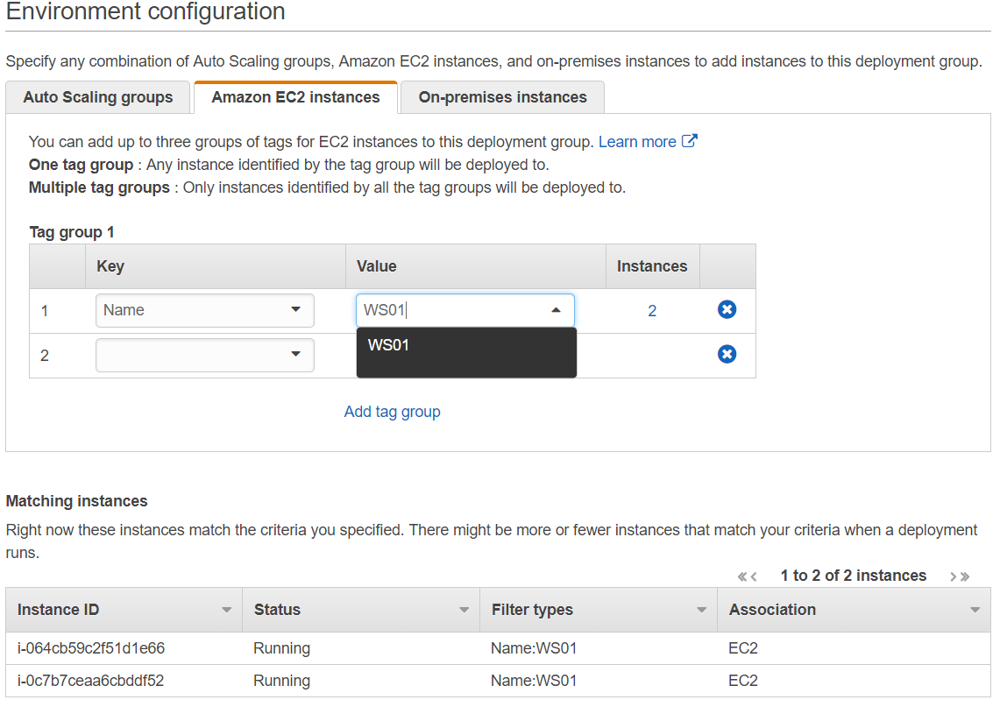 Environment configuration
Specify any combination of Auto Scaling groups, Amazon EC2 instances, and on-premises instances to add instances to this deployment group.
Auto Scaling groups Amazon EC2 instances On-premises instances
You can add up to three groups of tags for EC2 instances to this deployment group. Learn more
One tag group : Any instance identified by the tag group will be deployed to.
Multiple tag groups : Only instances identified by all the tag groups will be deployed to.
Tag group 1
Key Value Instances
1 Name WS01 2
WS01
2
Add tag group
Matching instances
Right now these instances match the criteria you specified. There might be more or fewer instances that match your criteria when a deployment
runs.
« < 1 to 2 of 2 instances > »
Instance ID Status Filter types Association
i-064cb59c2f51d1e66 Running Name:WS01 EC2
i-0c7b7ceaa6cbddf52 Running Name:WS01 EC2